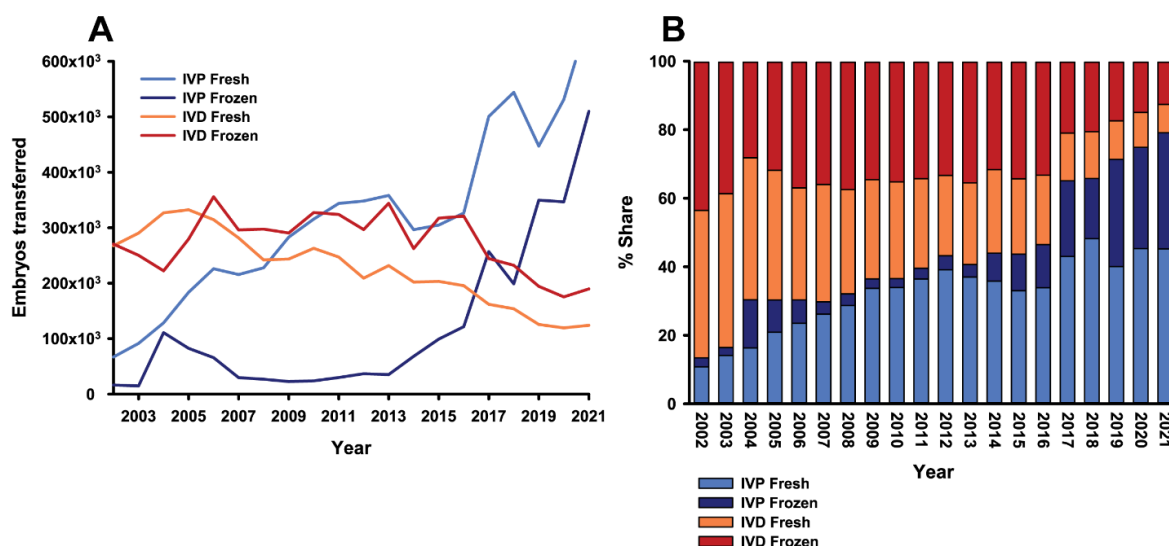 A
600x10³
500x10³
400x10³
300x10³
200x10³
100x10³
0
Embryos transferred
IVP Fresh
IVP Frozen
IVD Fresh
IVD Frozen
2003 2005 2007 2009 2011 2013 2015 2017 2019 2021
Year
B
100
80
60
40
20
0
% Share
2002 2003 2004 2005 2006 2007 2008 2009 2010 2011 2012 2013 2014 2015 2016 2017 2018 2019 2020 2021
Year
IVP Fresh
IVP Frozen
IVD Fresh
IVD Frozen